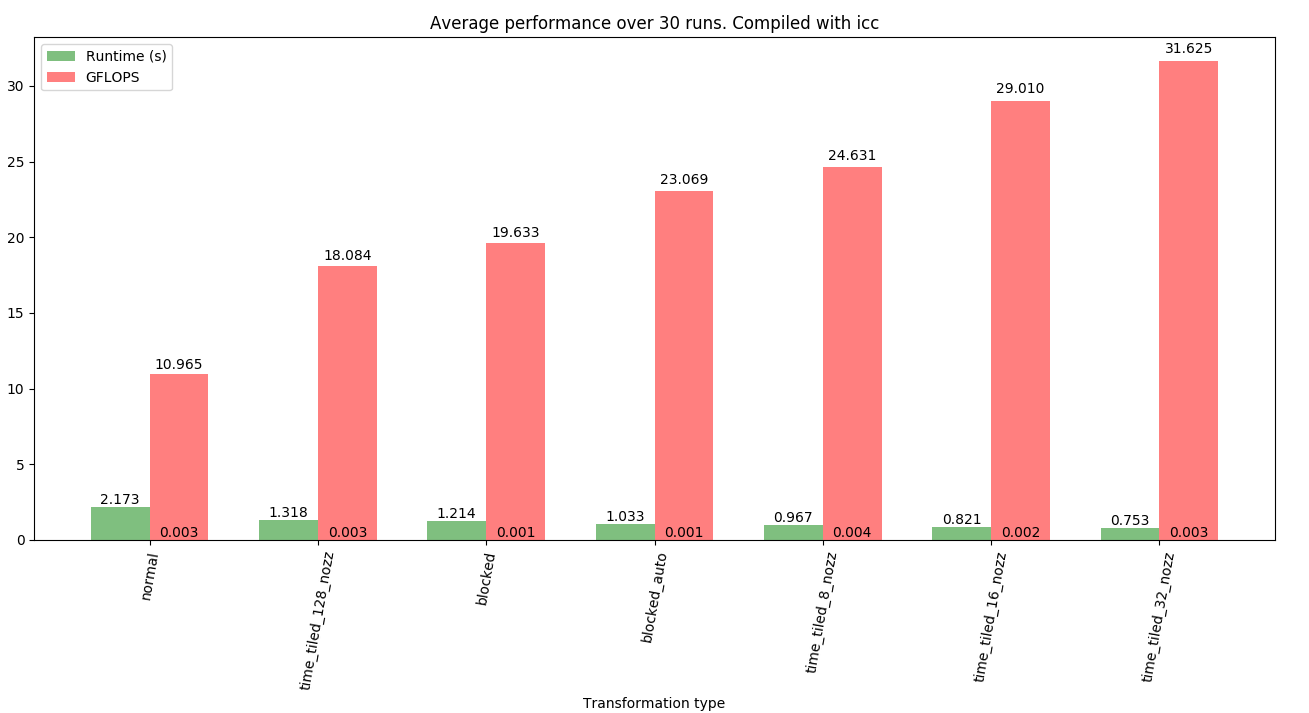 Average performance over 30 runs. Compiled with icc
Runtime (s)
GFLOPS
30
25
20
15
10
5
0
2.173
10.965
0.003
1.318
18.084
0.003
1.214
19.633
0.001
1.033
23.069
0.001
0.967
24.631
0.004
0.821
29.010
0.002
0.753
31.625
0.003
normal
time_tiled_128_nozz
blocked
blocked_auto
time_tiled_8_nozz
time_tiled_16_nozz
time_tiled_32_nozz
Transformation type